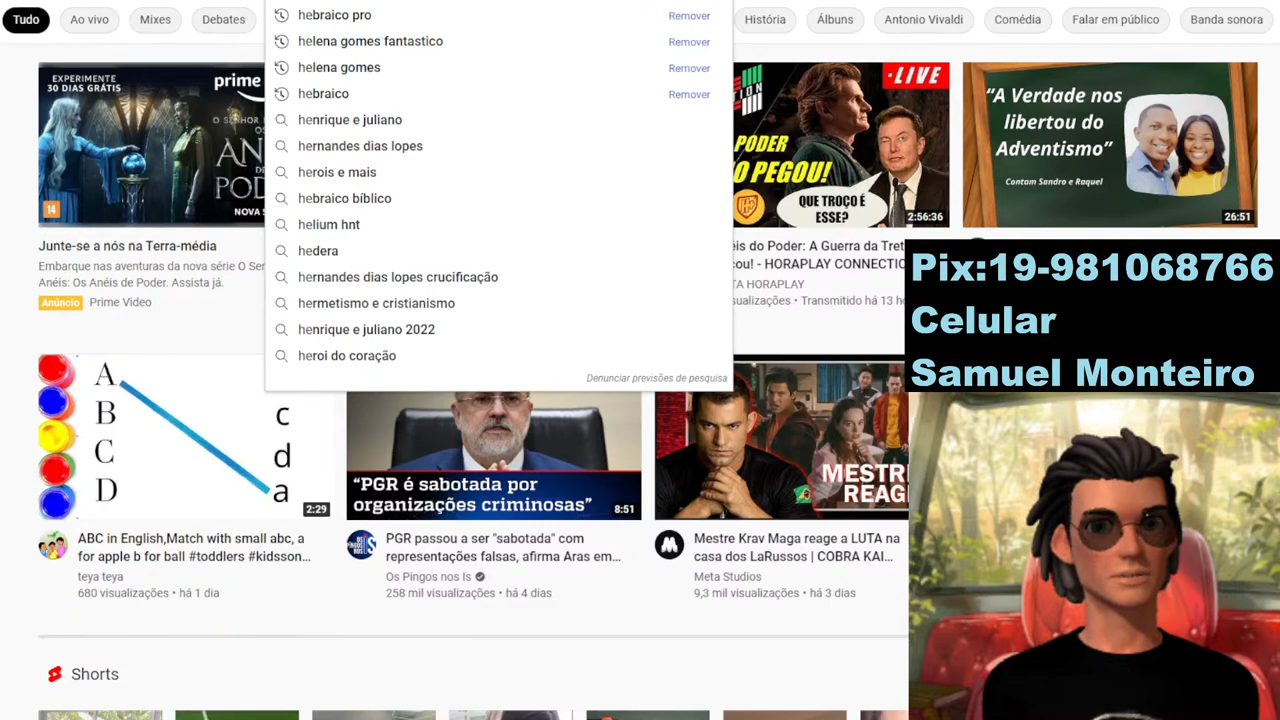 Tudo
Ao vivo
Mixes
Debates
História
Álbuns
Antonio Vivaldi
Comédia
Falar em público
Banda sonora
hebraico pro
Remover
helena gomes fantastico
Remover
helena gomes
Remover
hebraico
Remover
henrique e juliano
hernandes dias lopes
herois e mais
hebraico bíblico
helium hnt
hedera
hernandes dias lopes crucificação
hermetismo e cristianismo
henrique e juliano 2022
heroi do coração
Denunciar previsões de pesquisa
EXPERIMENTE
30 DIAS GRÁTIS
prime
14
NOVA S
Junte-se a nós na Terra-média
Embarque nas aventuras da nova série O Ser
Anéis: Os Anéis de Poder. Assista já.
Anúncio
Prime Video
LIVE
PODER
O PEGOU!
QUE TROÇO É
ESSE?
2:56:36
éis do Poder: A Guerra da Tret
ou! - HORAPLAY CONNECTIO
TA HORAPLAY
sualizações • Transmitido há 13 ho
“A Verdade nos
libertou do
Adventismo”
Contam Sandro e Raquel
26:51
Pix:19-981068766
Celular
Samuel Monteiro
A
B
C
D
c
d
a
2:29
ABC in English,Match with small abc, a
for apple b for ball #toddlers #kidsson...
teya teya
680 visualizações • há 1 dia
“PGR é sabotada por
organizações criminosas”
8:51
PGR passou a ser "sabotada" com
representações falsas, afirma Aras em...
Os Pingos nos Is
258 mil visualizações • há 4 dias
MESTRE
REAG
Mestre Krav Maga reage a LUTA na
casa dos LaRussos | COBRA KAI...
Meta Studios
9,3 mil visualizações • há 3 dias
Shorts